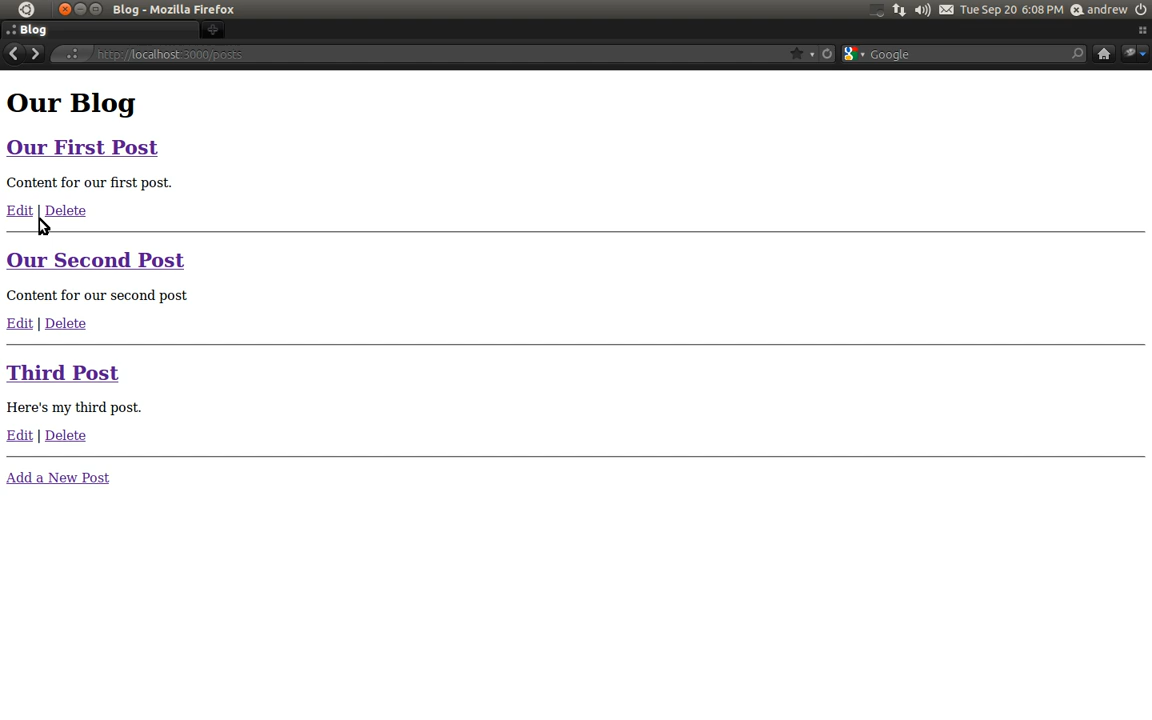 Blog - Mozilla Firefox
Tue Sep 20 6:08 PM andrew
Blog
http://localhost:3000/posts
Google
Our Blog
Our First Post
Content for our first post.
Edit | Delete
Our Second Post
Content for our second post
Edit | Delete
Third Post
Here's my third post.
Edit | Delete
Add a New Post